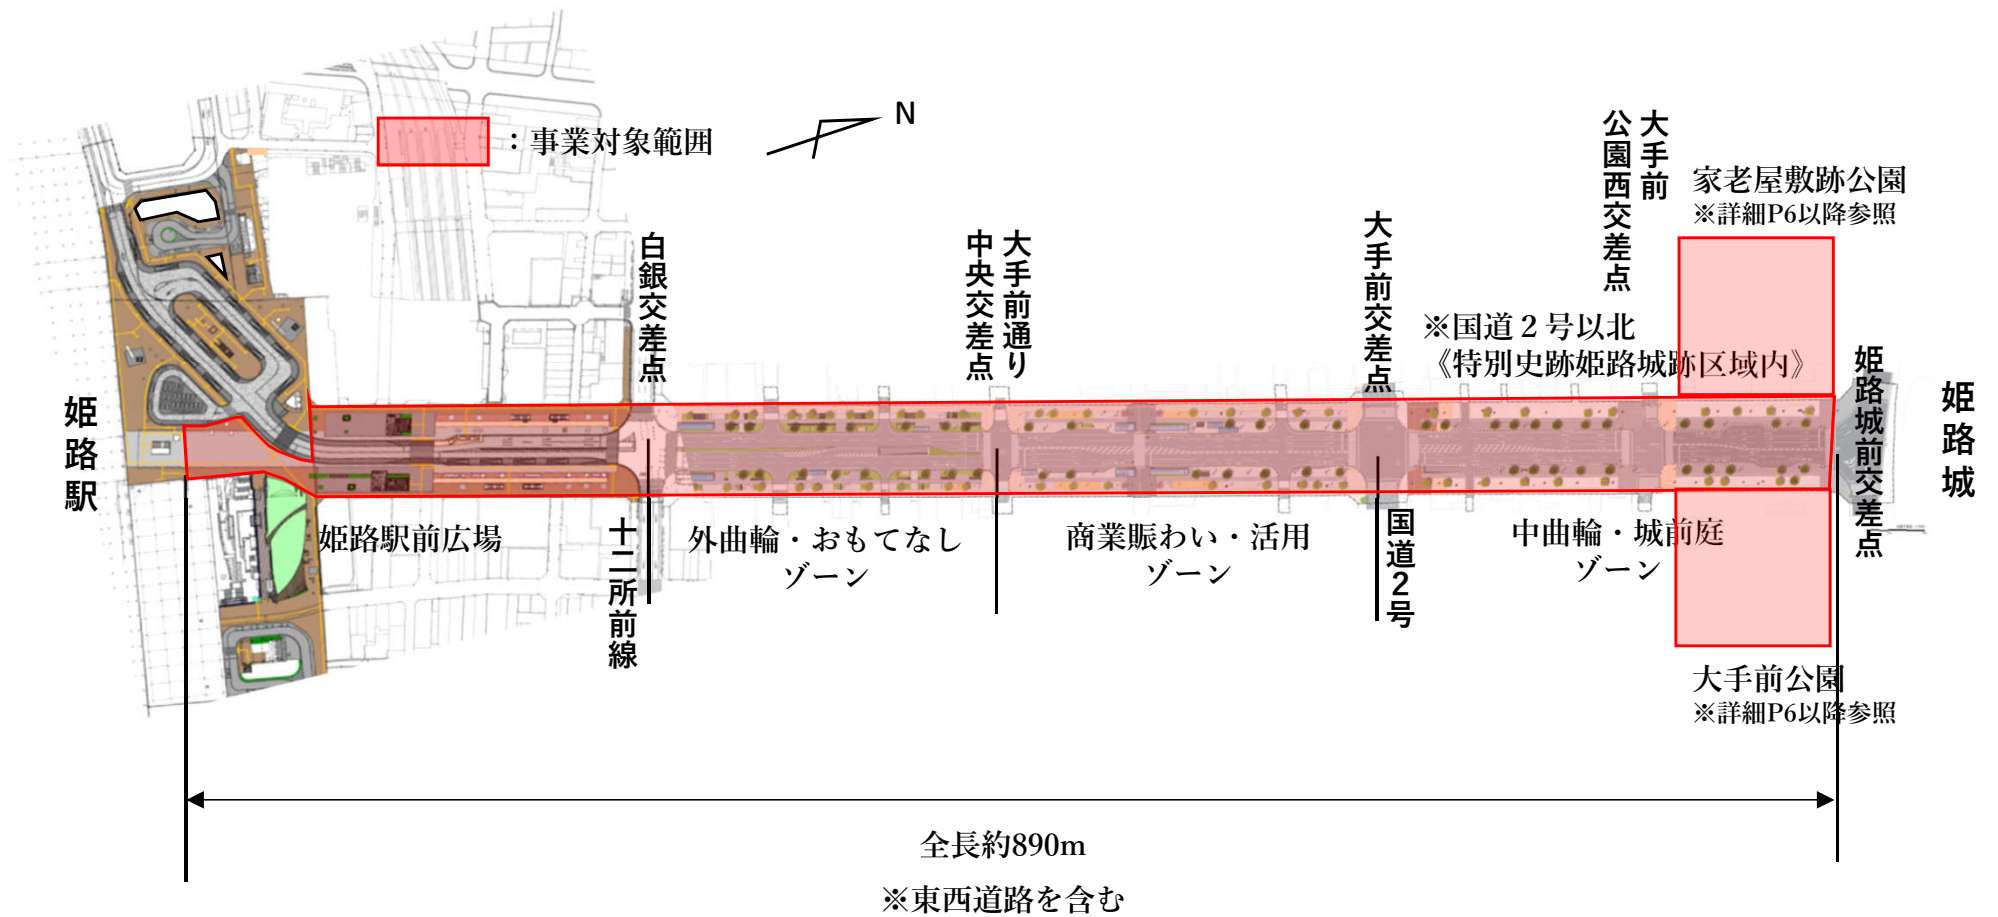 ：事業対象範囲
N
大手前
公園西交差点
家老屋敷跡公園
※詳細P6以降参照
白銀交差点
大手前通り
中央交差点
大手前交差点
※国道２号以北
《特別史跡姫路城跡区域内》
姫路城前交差点
姫路城
姫路駅
姫路駅前広場
十二所前線
外曲輪・おもてなし
ゾーン
商業賑わい・活用
ゾーン
国道2号
中曲輪・城前庭
ゾーン
大手前公園
※詳細P6以降参照
全長約890m
※東西道路を含む